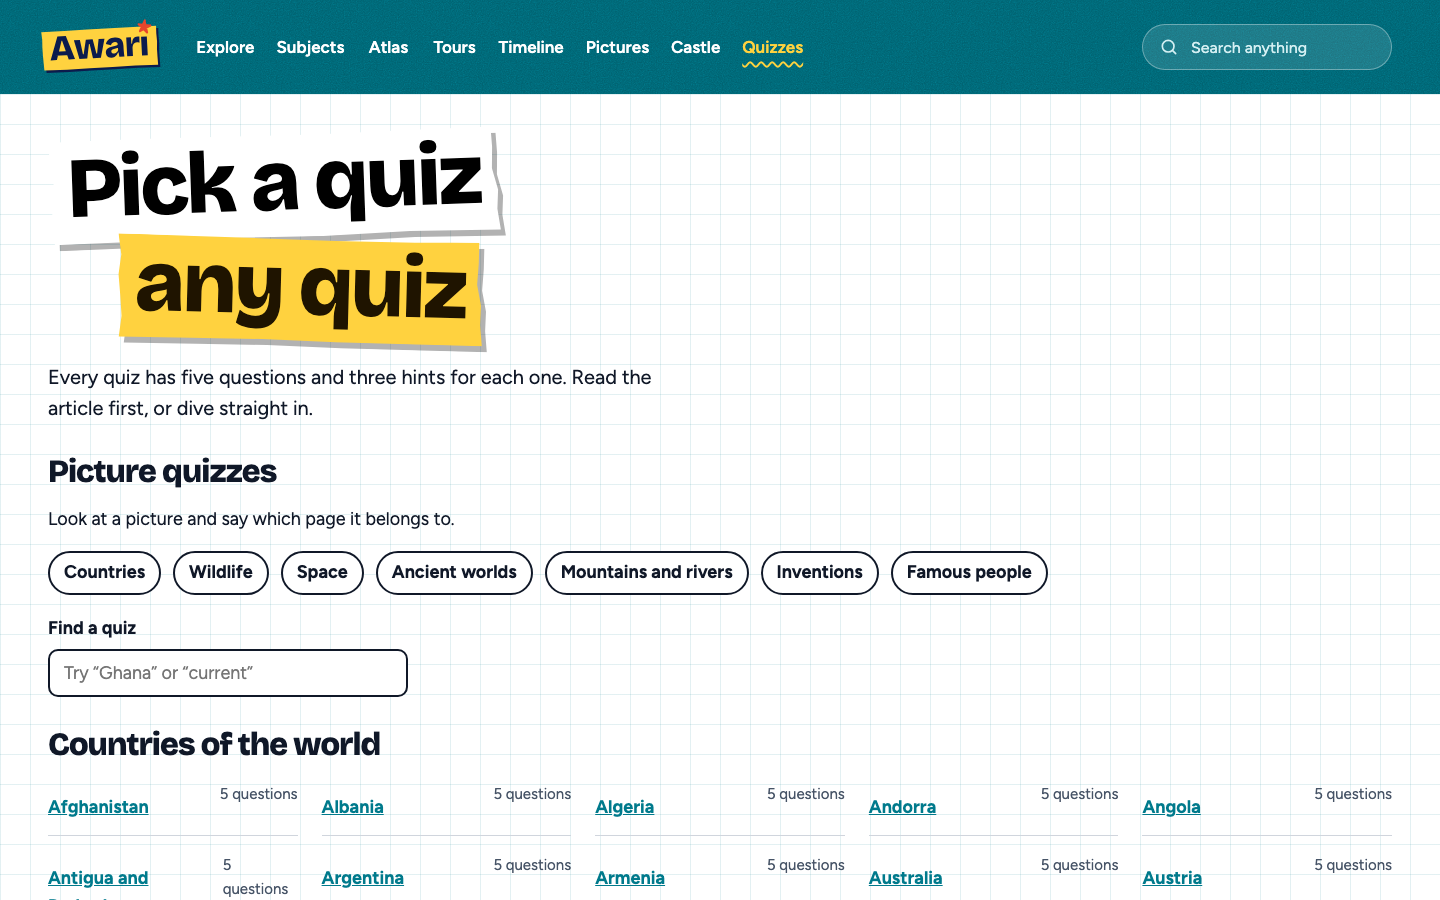 Awari
Explore Subjects Atlas Tours Timeline Pictures Castle Quizzes
Search anything
Pick a quiz
any quiz
Every quiz has five questions and three hints for each one. Read the
article first, or dive straight in.
Picture quizzes
Look at a picture and say which page it belongs to.
Countries Wildlife Space Ancient worlds Mountains and rivers Inventions Famous people
Find a quiz
Try “Ghana” or “current”
Countries of the world
Afghanistan 5 questions Albania 5 questions Algeria 5 questions Andorra 5 questions Angola 5 questions
Antigua and 5 questions Argentina 5 questions Armenia 5 questions Australia 5 questions Austria 5 questions